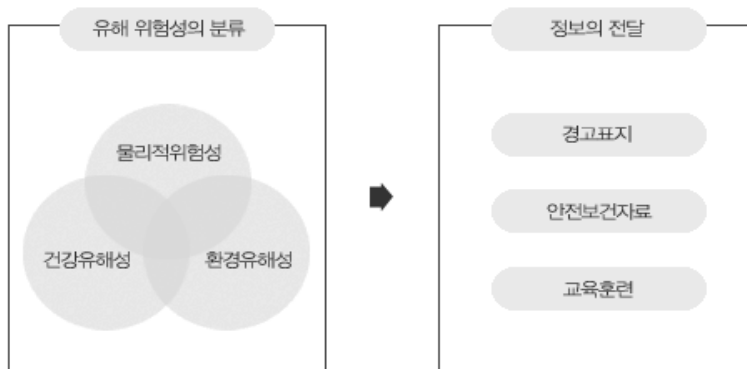 유해 위험성의 분류
물리적위험성
건강유해성
환경유해성
정보의 전달
경고표지
안전보건자료
교육훈련